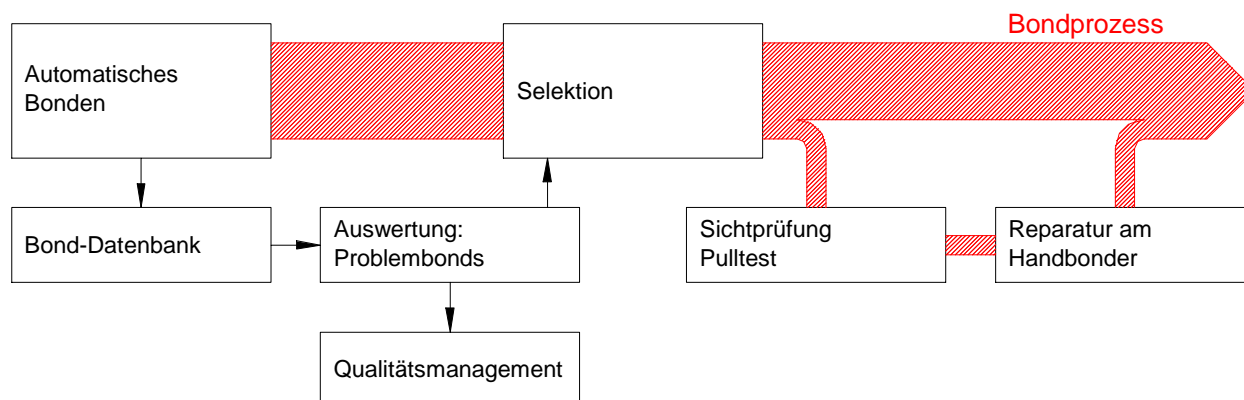 Bondprozess
Automatisches
Bonden
Selektion
Bond-Datenbank
Auswertung:
Problembonds
Sichtprüfung
Pulltest
Reparatur am
Handbonder
Qualitätsmanagement